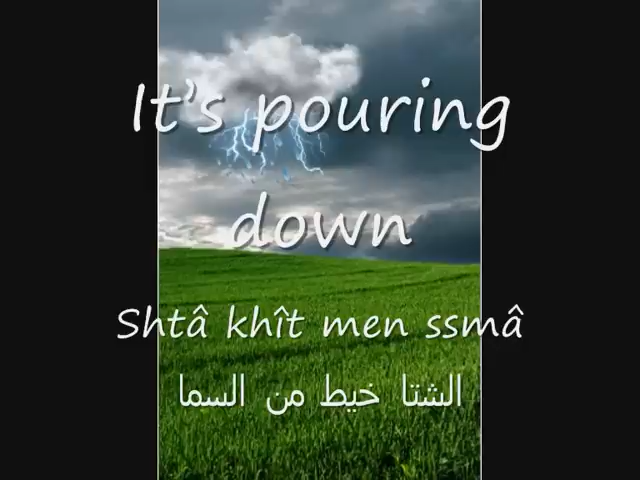 It's pouring
down
Shtâ khît men ssmâ
الشتا خيط من السما